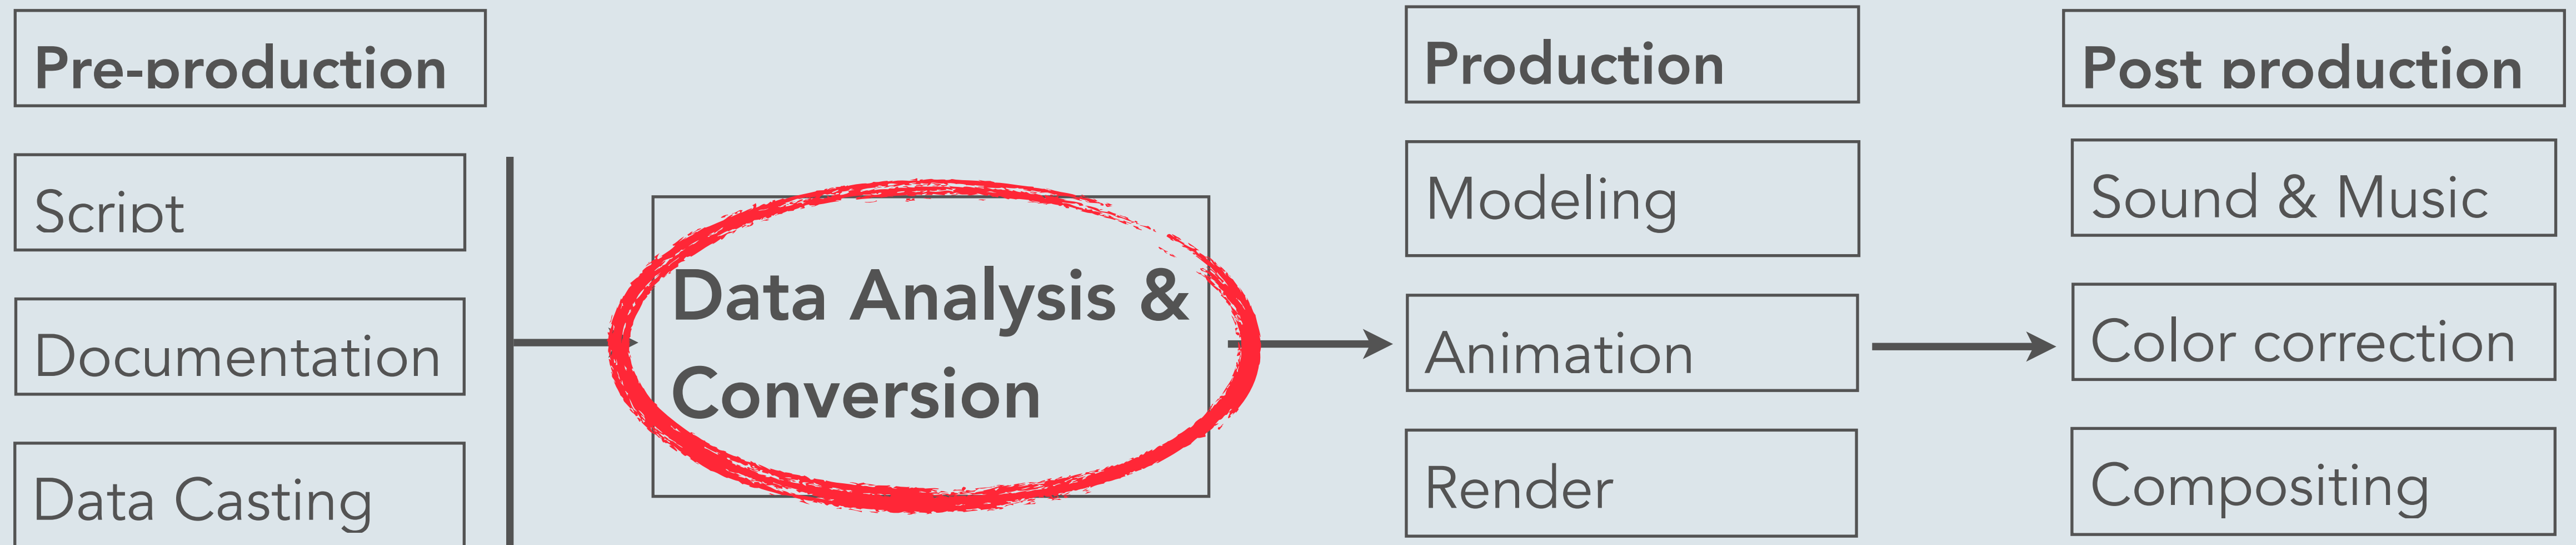 Pre-production
Script
Documentation
Data Casting
Data Analysis &
Conversion
Production
Modeling
Animation
Render
Post production
Sound & Music
Color correction
Compositing